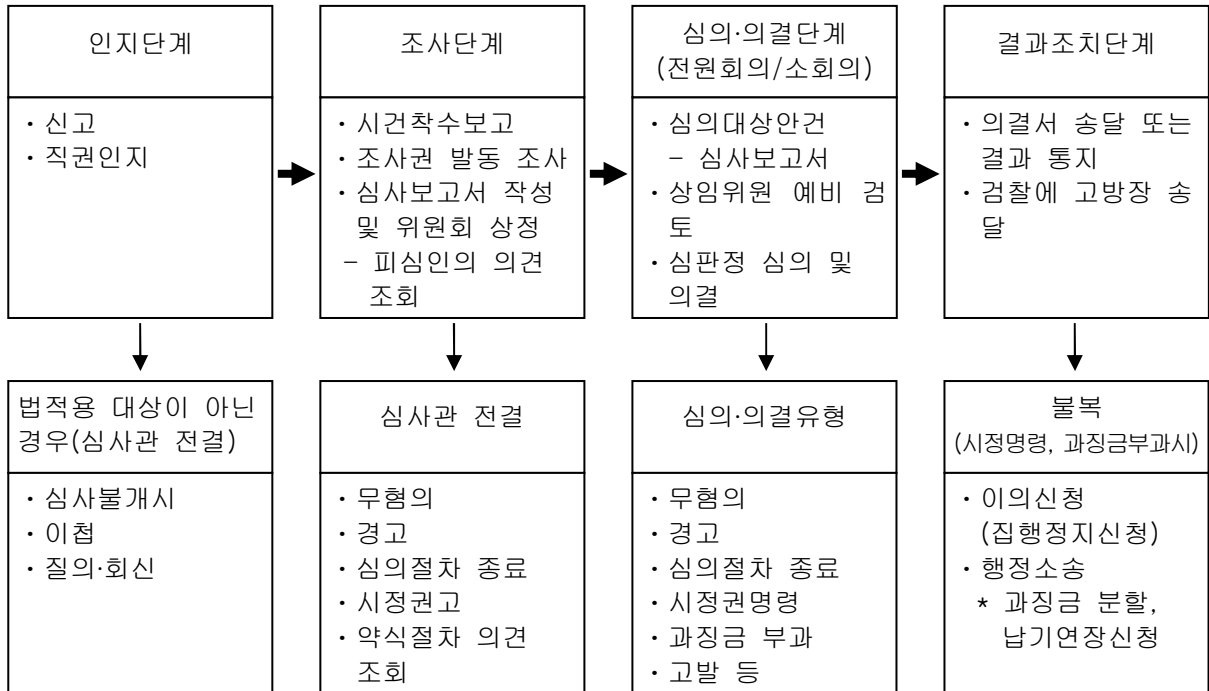 인지단계
· 신고
· 직권인지
조사단계
· 시건착수보고
· 조사권 발동 조사
· 심사보고서 작성
및 위원회 상정
- 피심인의 의견
조회
심의·의결단계
(전원회의/소회의)
· 심의대상안건
- 심사보고서
· 상임위원 예비 검
토
· 심판정 심의 및
의결
결과조치단계
· 의결서 송달 또는
결과 통지
· 검찰에 고방장 송
달
법적용 대상이 아닌
경우(심사관 전결)
· 심사불개시
· 이첩
· 질의·회신
심사관 전결
· 무혐의
· 경고
· 심의절차 종료
· 시정권고
· 약식절차 의견
조회
심의·의결유형
· 무혐의
· 경고
· 심의절차 종료
· 시정권명령
· 과징금 부과
· 고발 등
불복
(시정명령, 과징금부과시)
· 이의신청
(집행정지신청)
· 행정소송
* 과징금 분할,
납기연장신청